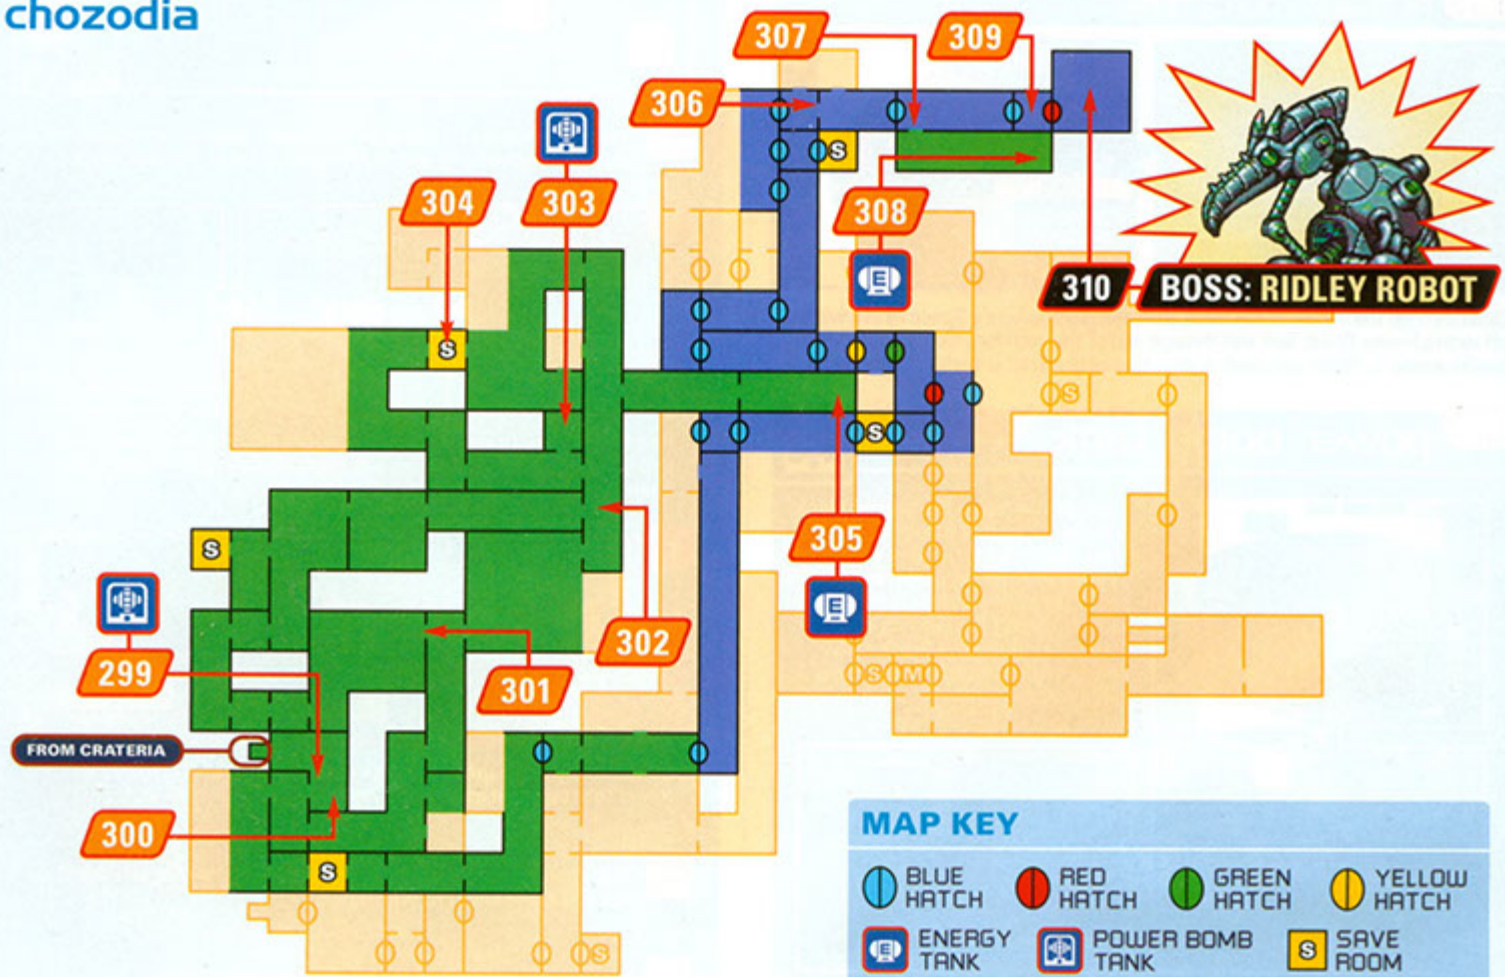 chozodia
307
309
306
304
303
308
310
BOSS: RIDLEY ROBOT
S
S
S
E
S
S
305
E
302
299
301
S M
FROM CRATERIA
300
S
S
MAP KEY
BLUE HATCH
RED HATCH
GREEN HATCH
YELLOW HATCH
E ENERGY TANK
POWER BOMB TANK
S SAVE ROOM